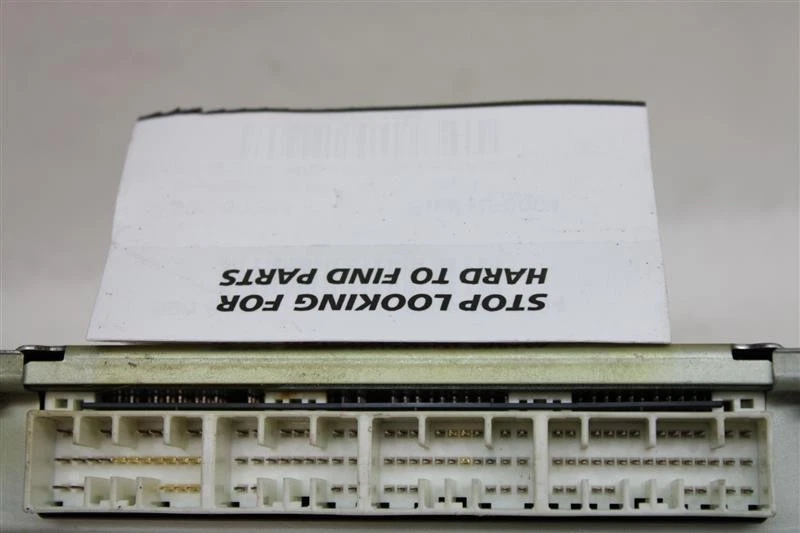 STOP LOOKING FOR
HARD TO FIND PARTS